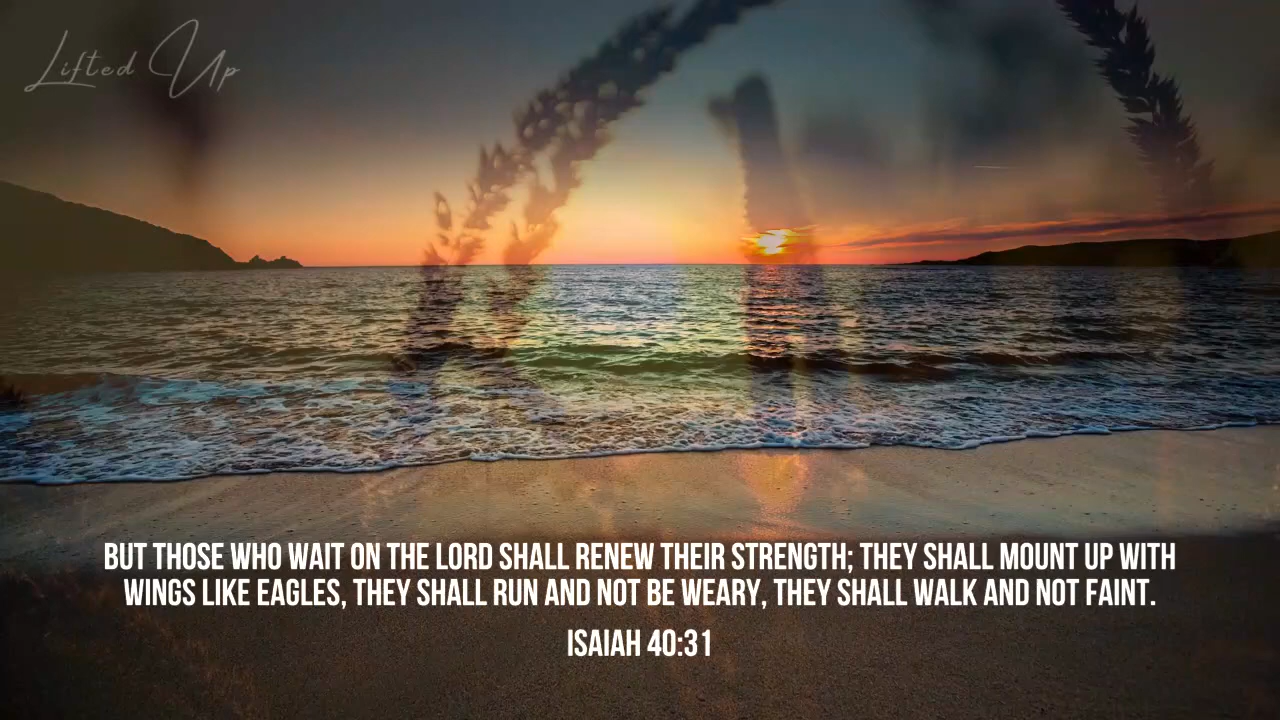 Lifted Up
BUT THOSE WHO WAIT ON THE LORD SHALL RENEW THEIR STRENGTH; THEY SHALL MOUNT UP WITH
WINGS LIKE EAGLES, THEY SHALL RUN AND NOT BE WEARY, THEY SHALL WALK AND NOT FAINT.
ISAIAH 40:31